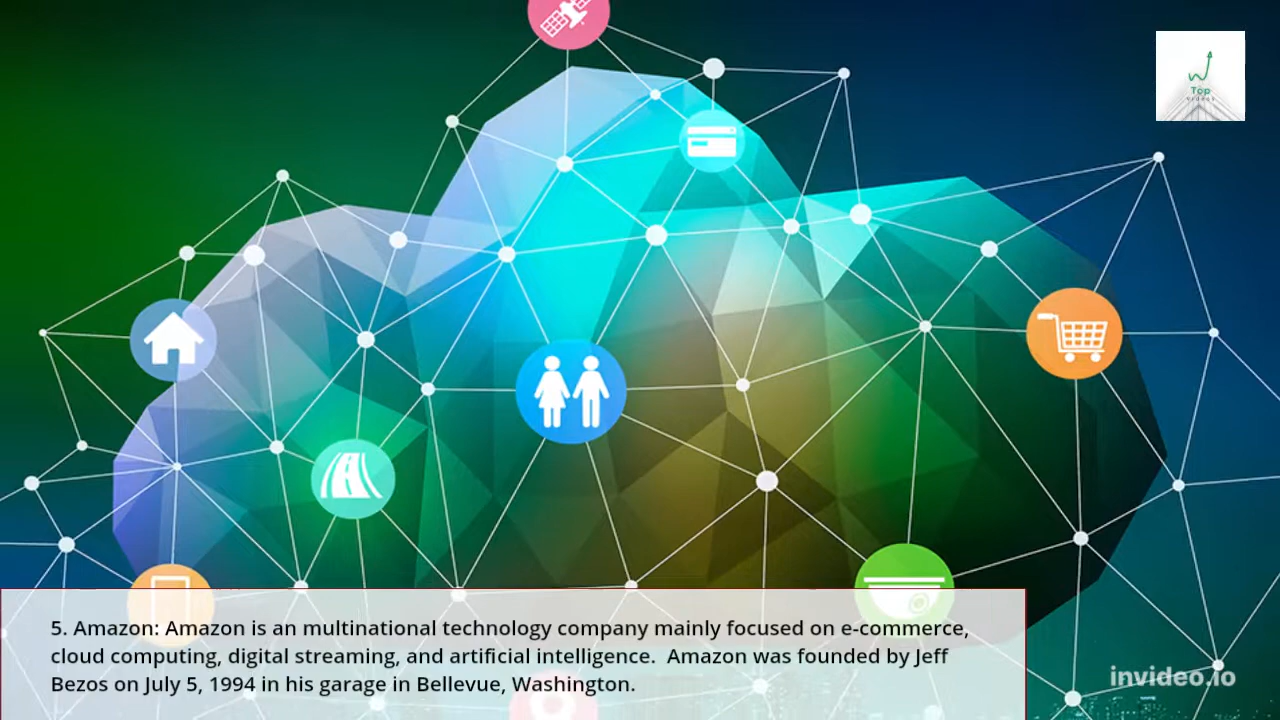 Top
Videos
5. Amazon: Amazon is an multinational technology company mainly focused on e-commerce,
cloud computing, digital streaming, and artificial intelligence.  Amazon was founded by Jeff
Bezos on July 5, 1994 in his garage in Bellevue, Washington.
invideo.io